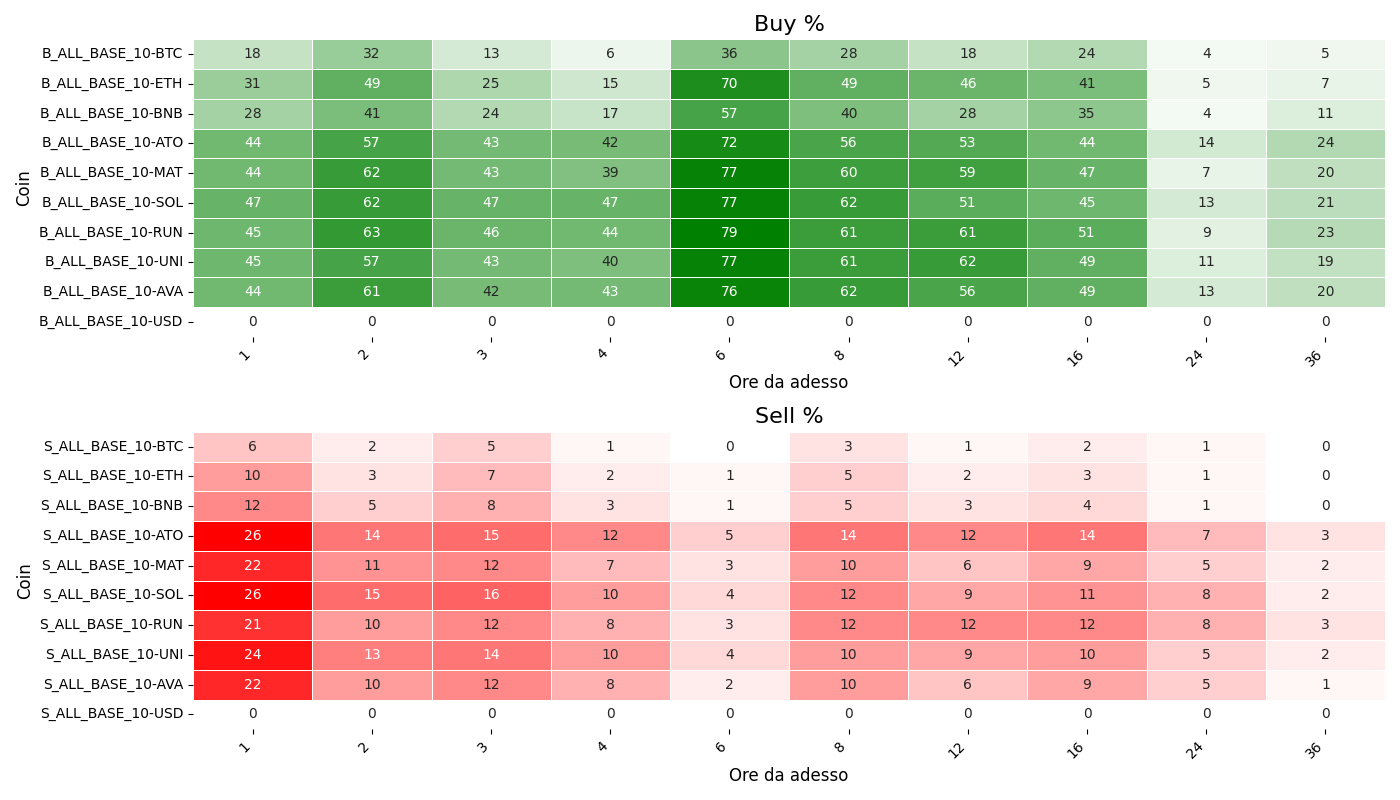 Buy %
Coin
B_ALL_BASE_10-BTC 18 32 13 6 36 28 18 24 4 5
B_ALL_BASE_10-ETH 31 49 25 15 70 49 46 41 5 7
B_ALL_BASE_10-BNB 28 41 24 17 57 40 28 35 4 11
B_ALL_BASE_10-ATO 44 57 43 42 72 56 53 44 14 24
B_ALL_BASE_10-MAT 44 62 43 39 77 60 59 47 7 20
B_ALL_BASE_10-SOL 47 62 47 47 77 62 51 45 13 21
B_ALL_BASE_10-RUN 45 63 46 44 79 61 61 51 9 23
B_ALL_BASE_10-UNI 45 57 43 40 77 61 62 49 11 19
B_ALL_BASE_10-AVA 44 61 42 43 76 62 56 49 13 20
B_ALL_BASE_10-USD 0 0 0 0 0 0 0 0 0 0
1 2 3 4 6 8 12 16 24 36
Ore da adesso
Sell %
Coin
S_ALL_BASE_10-BTC 6 2 5 1 0 3 1 2 1 0
S_ALL_BASE_10-ETH 10 3 7 2 1 5 2 3 1 0
S_ALL_BASE_10-BNB 12 5 8 3 1 5 3 4 1 0
S_ALL_BASE_10-ATO 26 14 15 12 5 14 12 14 7 3
S_ALL_BASE_10-MAT 22 11 12 7 3 10 6 9 5 2
S_ALL_BASE_10-SOL 26 15 16 10 4 12 9 11 8 2
S_ALL_BASE_10-RUN 21 10 12 8 3 12 12 12 8 3
S_ALL_BASE_10-UNI 24 13 14 10 4 10 9 10 5 2
S_ALL_BASE_10-AVA 22 10 12 8 2 10 6 9 5 1
S_ALL_BASE_10-USD 0 0 0 0 0 0 0 0 0 0
1 2 3 4 6 8 12 16 24 36
Ore da adesso